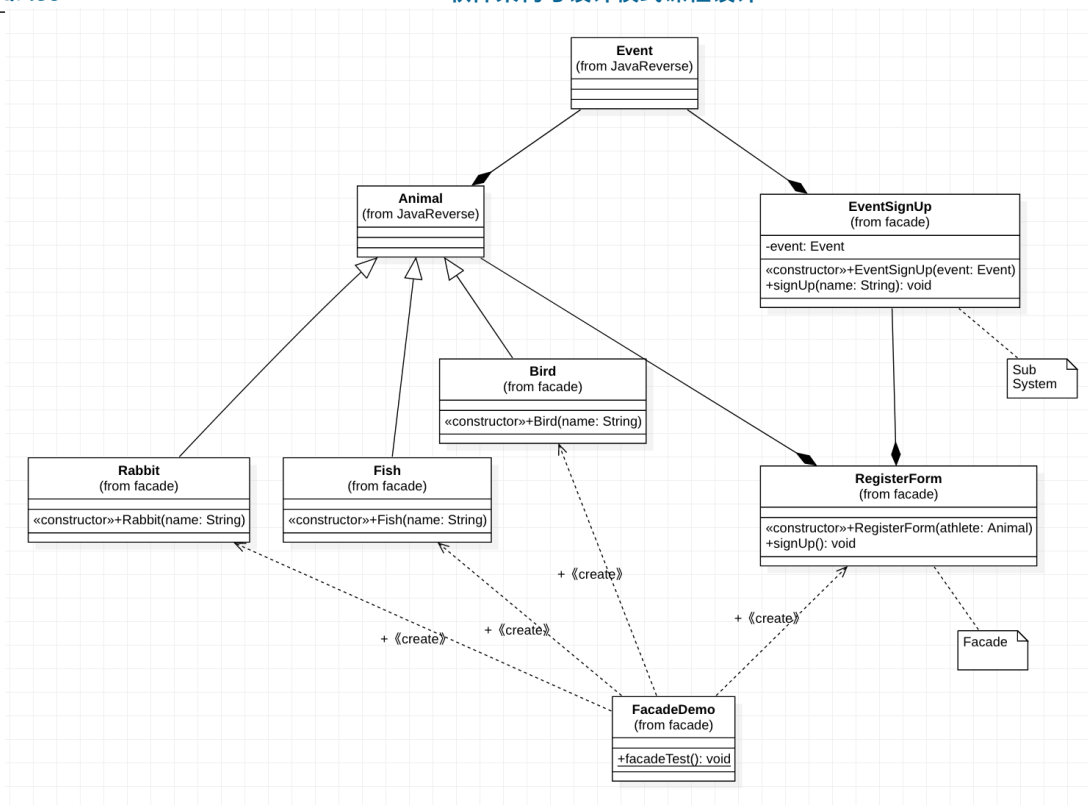 Event
(from JavaReverse)
Animal
(from JavaReverse)
EventSignUp
(from facade)
-event: Event
«constructor»+EventSignUp(event: Event)
+signUp(name: String): void
Sub
System
Bird
(from facade)
«constructor»+Bird(name: String)
Rabbit
(from facade)
«constructor»+Rabbit(name: String)
Fish
(from facade)
«constructor»+Fish(name: String)
RegisterForm
(from facade)
«constructor»+RegisterForm(athlete: Animal)
+signUp(): void
+《create》
+《create》
+《create》
+《create》
Facade
FacadeDemo
(from facade)
+facadeTest(): void